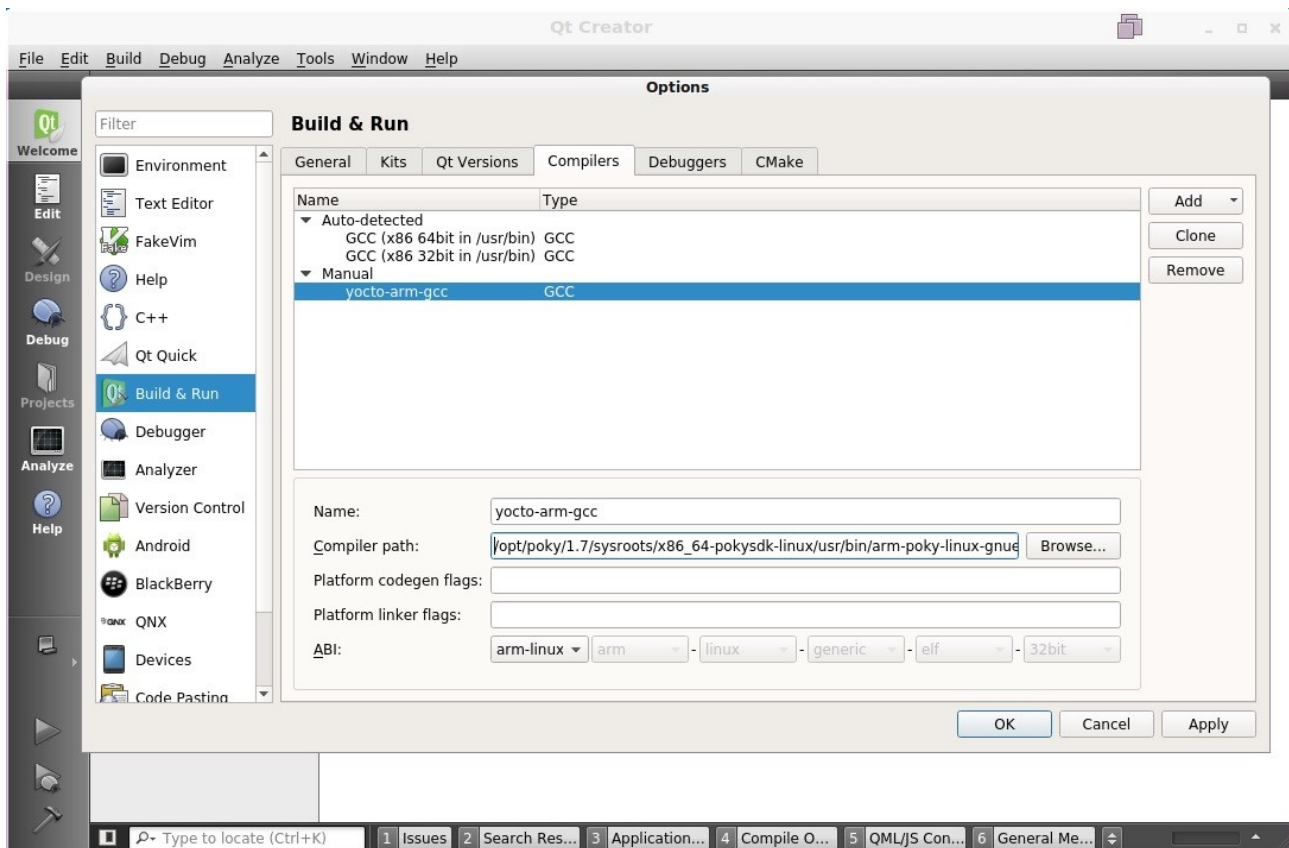 Qt Creator
File Edit Build Debug Analyze Tools Window Help
Options
Qt
Welcome
Edit
Design
Debug
Projects
Analyze
Help
Filter
Environment
Text Editor
FakeVim
Help
C++
Qt Quick
Build & Run
Debugger
Analyzer
Version Control
Android
BlackBerry
QNX
Devices
Code Pasting
Build & Run
General Kits Qt Versions Compilers Debuggers CMake
Name Type
Auto-detected
GCC (x86 64bit in /usr/bin) GCC
GCC (x86 32bit in /usr/bin) GCC
Manual
yocto-arm-gcc GCC
Add
Clone
Remove
Name: yocto-arm-gcc
Compiler path: /opt/poky/1.7/sysroots/x86_64-pokysdk-linux/usr/bin/arm-poky-linux-gnue Browse...
Platform codegen flags:
Platform linker flags:
ABI: arm-linux arm - linux - generic - elf - 32bit
OK Cancel Apply
Type to locate (Ctrl+K) 1 Issues 2 Search Res... 3 Application... 4 Compile O... 5 QML/JS Con... 6 General Me...